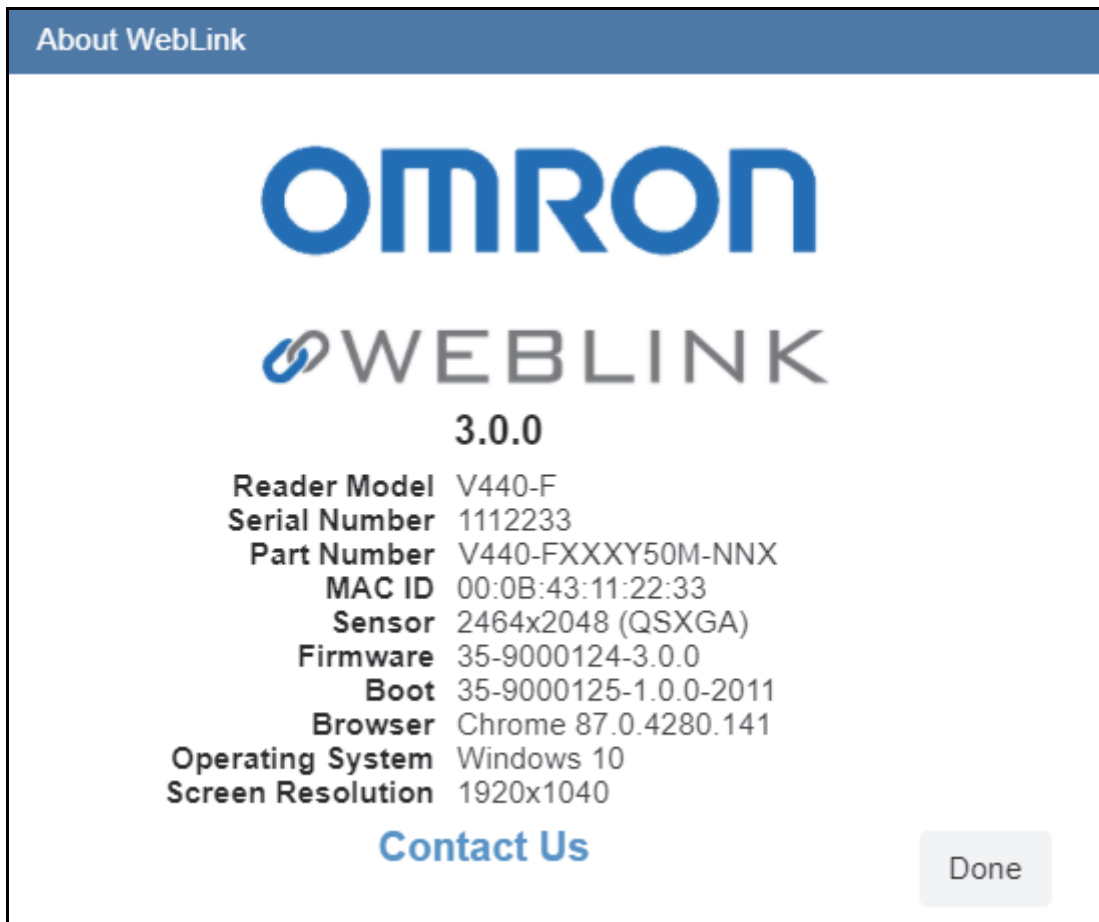 About WebLink
OMRON
WEBLINK
3.0.0
Reader Model V440-F
Serial Number 1112233
Part Number V440-FXXXY50M-NNX
MAC ID 00:0B:43:11:22:33
Sensor 2464x2048 (QSXGA)
Firmware 35-9000124-3.0.0
Boot 35-9000125-1.0.0-2011
Browser Chrome 87.0.4280.141
Operating System Windows 10
Screen Resolution 1920x1040
Contact Us
Done